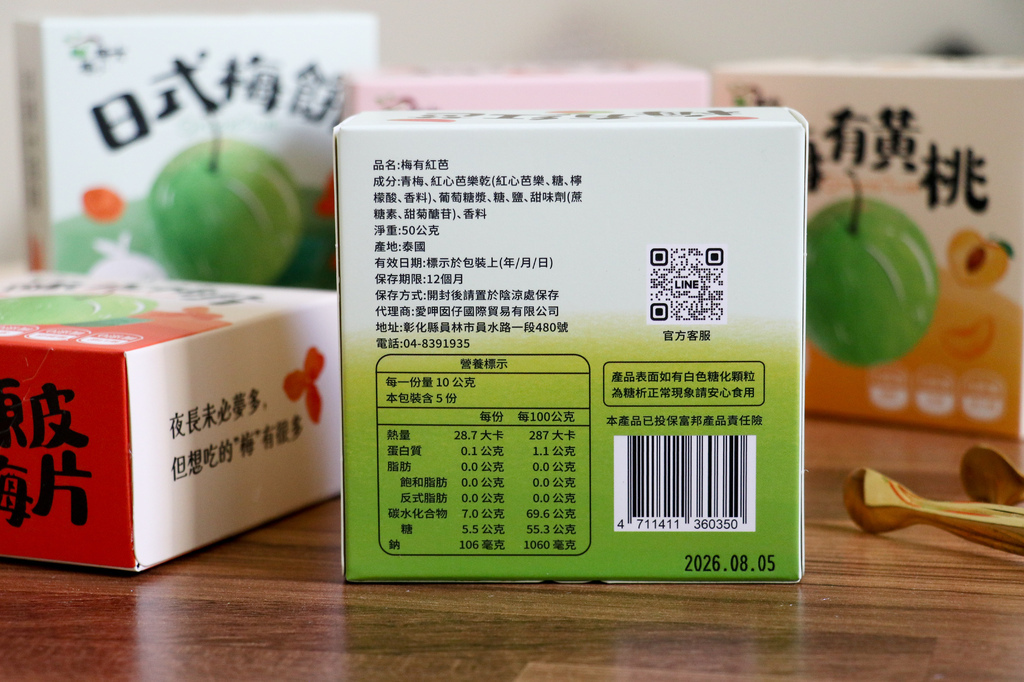 日式梅餅
有黃桃
品名:梅有紅芭
成分:青梅、紅心芭樂乾(紅心芭樂、糖、檸
檬酸、香料)、葡萄糖漿、糖、鹽、甜味劑(蔗
糖素、甜菊醣苷)、香料
淨重:50公克
產地:泰國
有效日期:標示於包裝上(年/月/日)
保存期限:12個月
保存方式:開封後請置於陰涼處保存
代理商:愛呷囡仔國際貿易有限公司
地址:彰化縣員林市員水路一段480號
電話:04-8391935
LINE
官方客服
營養標示
每一份量 10 公克
本包裝含 5 份
每份 每100公克
熱量 28.7 大卡 287 大卡
蛋白質 0.1 公克 1.1 公克
脂肪 0.0 公克 0.0 公克
飽和脂肪 0.0 公克 0.0 公克
反式脂肪 0.0 公克 0.0 公克
碳水化合物 7.0 公克 69.6 公克
糖 5.5 公克 55.3 公克
鈉 106 毫克 1060 毫克
產品表面如有白色糖化顆粒
為糖析正常現象請安心食用
本產品已投保富邦產品責任險
4 711411 360350
2026.08.05
皮
梅片
夜長未必夢多,
但想吃的"梅"有很多